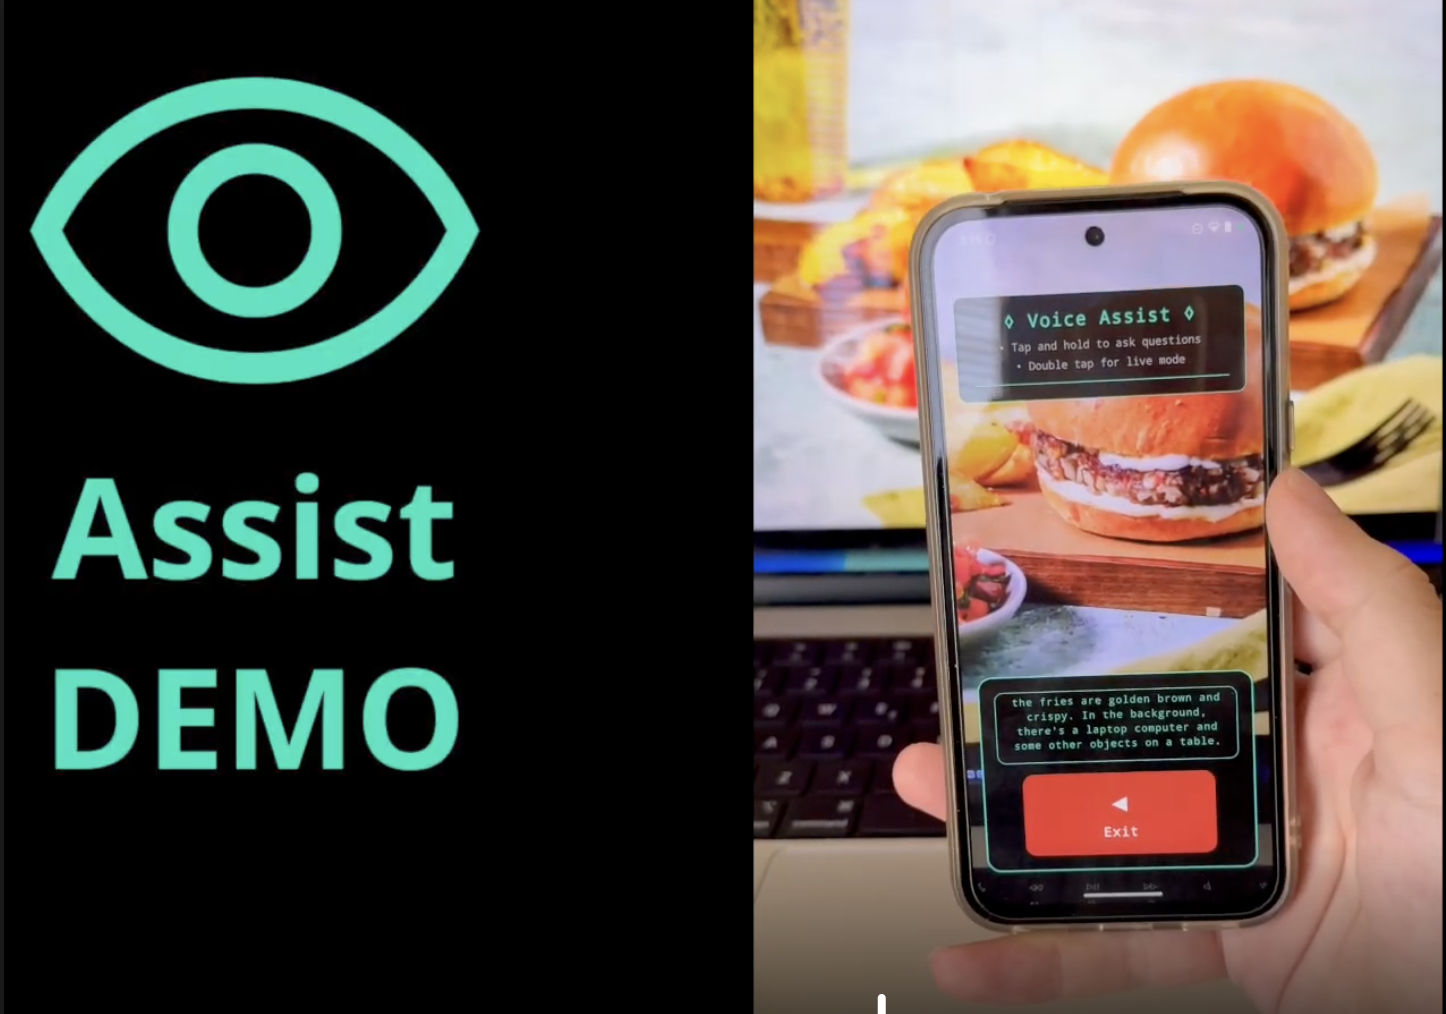 Assist
DEMO
◊ Voice Assist ◊
• Tap and hold to ask questions
• Double tap for live mode
the fries are golden brown and
crispy. In the background,
there's a laptop computer and
some other objects on a table.
Exit